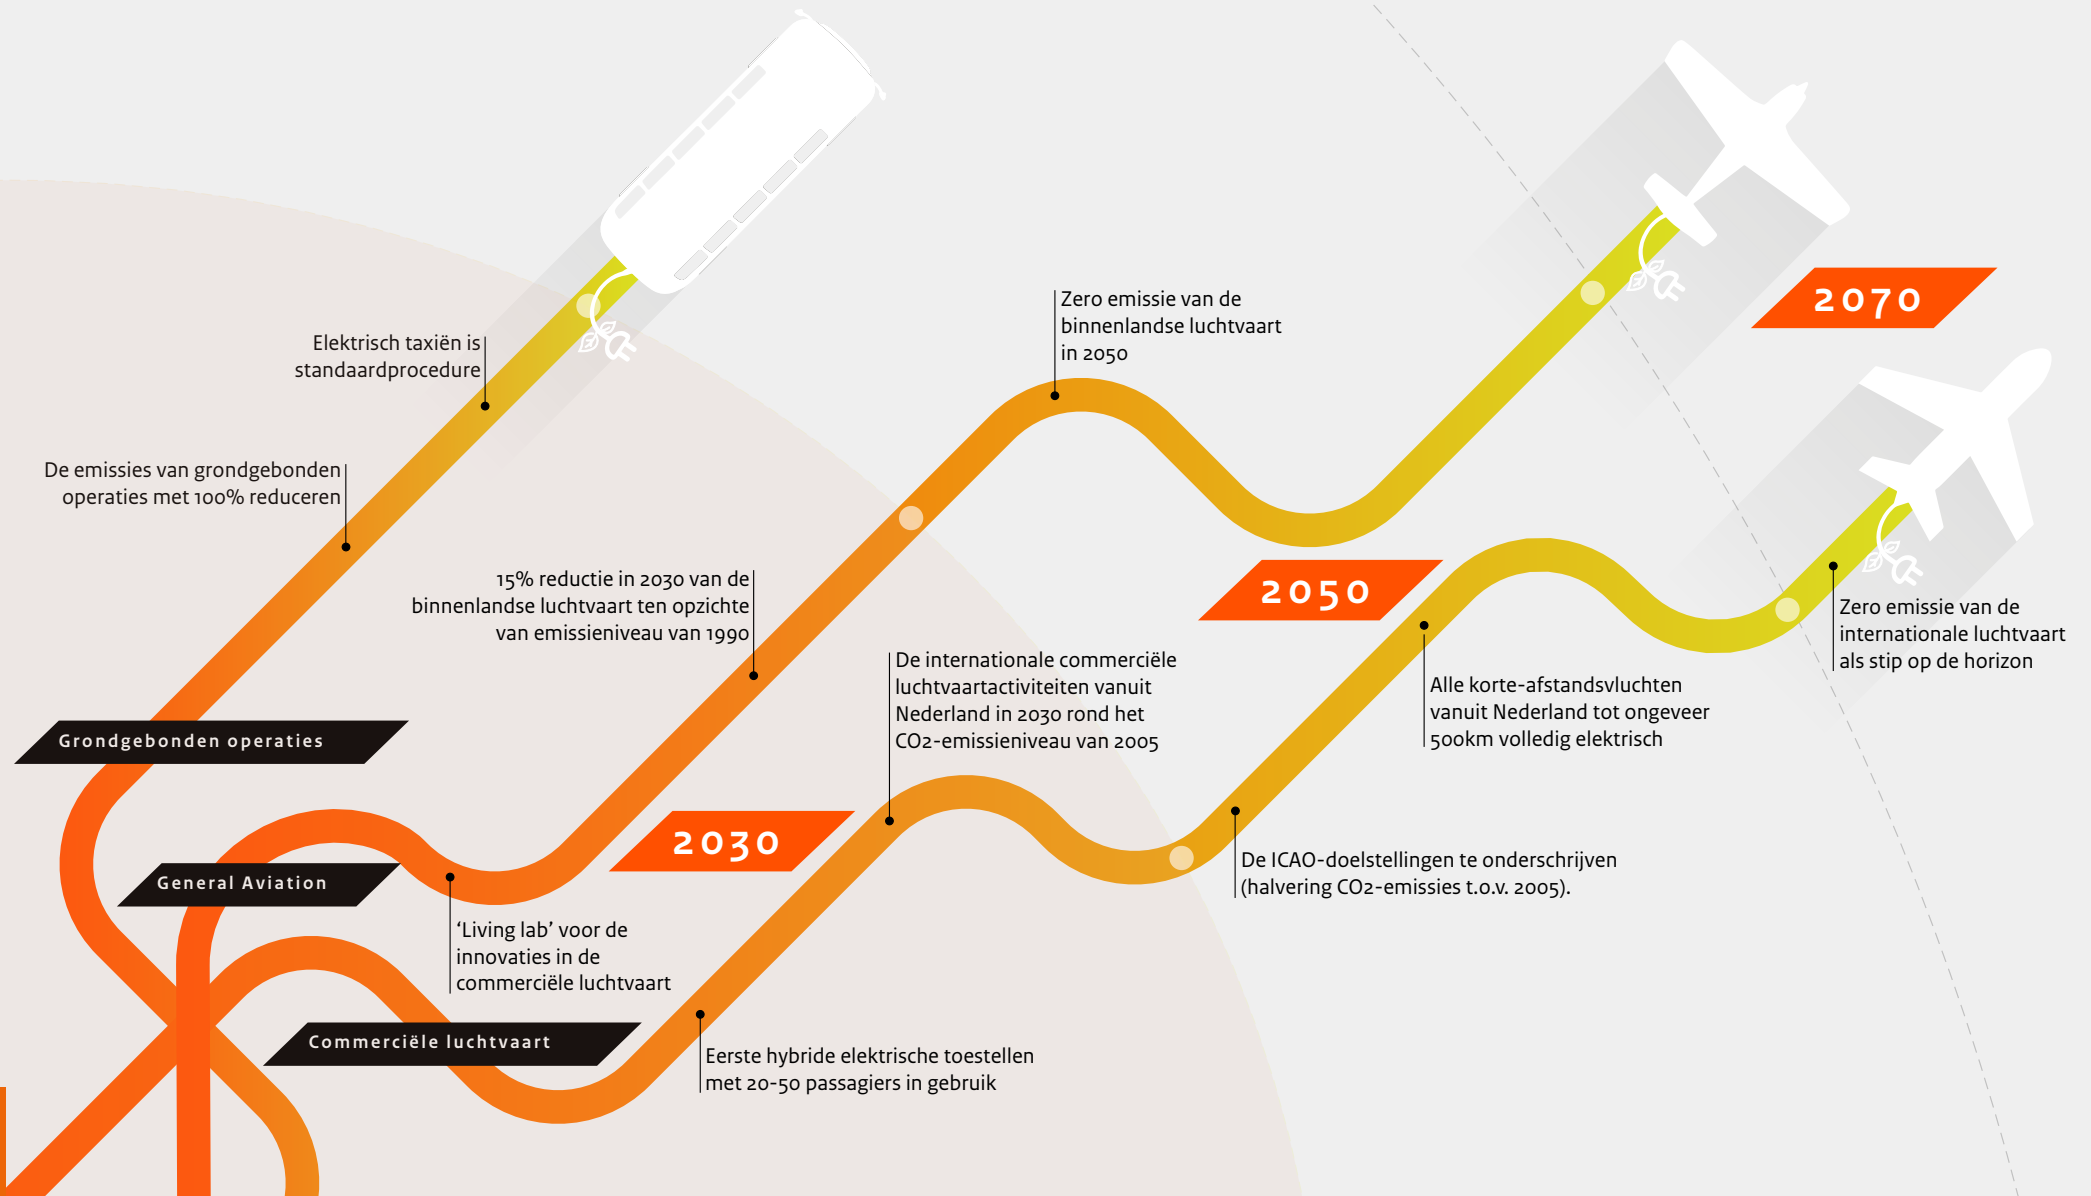 2070
Zero emissie van de
binnenlandse luchtvaart
in 2050
Elektrisch taxiën is
standaardprocedure
De emissies van grondgebonden
operaties met 100% reduceren
15% reductie in 2030 van de
binnenlandse luchtvaart ten opzichte
van emissieniveau van 1990
2050
Zero emissie van de
internationale luchtvaart
als stip op de horizon
De internationale commerciële
luchtvaartactiviteiten vanuit
Nederland in 2030 rond het
CO2-emissieniveau van 2005
Alle korte-afstandsvluchten
vanuit Nederland tot ongeveer
500km volledig elektrisch
Grondgebonden operaties
2030
De ICAO-doelstellingen te onderschrijven
(halvering CO2-emissies t.o.v. 2005).
General Aviation
‘Living lab’ voor de
innovaties in de
commerciële luchtvaart
Commerciële luchtvaart
Eerste hybride elektrische toestellen
met 20-50 passagiers in gebruik